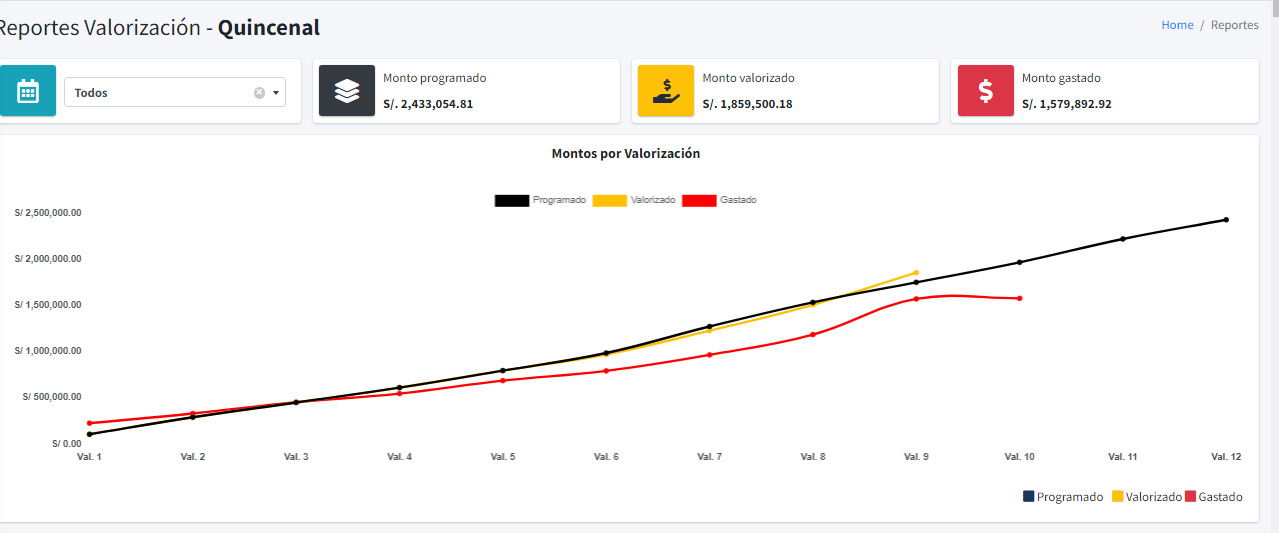 Reportes Valorización - Quincenal
Home / Reportes
Todos
Monto programado
S/. 2,433,054.81
Monto valorizado
S/. 1,859,500.18
Monto gastado
S/. 1,579,892.92
Montos por Valorización
Programado Valorizado Gastado
S/ 2,500,000.00
S/ 2,000,000.00
S/ 1,500,000.00
S/ 1,000,000.00
S/ 500,000.00
S/ 0.00
Val. 1 Val. 2 Val. 3 Val. 4 Val. 5 Val. 6 Val. 7 Val. 8 Val. 9 Val. 10 Val. 11 Val. 12
Programado Valorizado Gastado